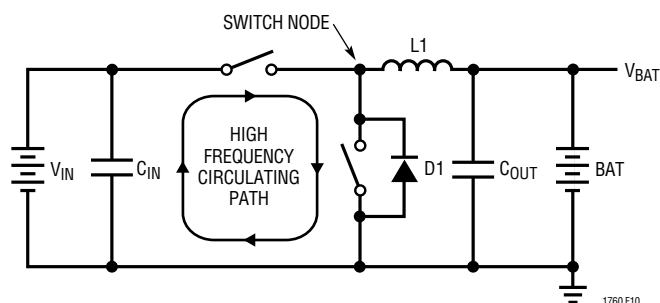 SWITCH NODE
L1
V_BAT
V_IN
C_IN
HIGH
FREQUENCY
CIRCULATING
PATH
D1
C_OUT
BAT
1760 F10